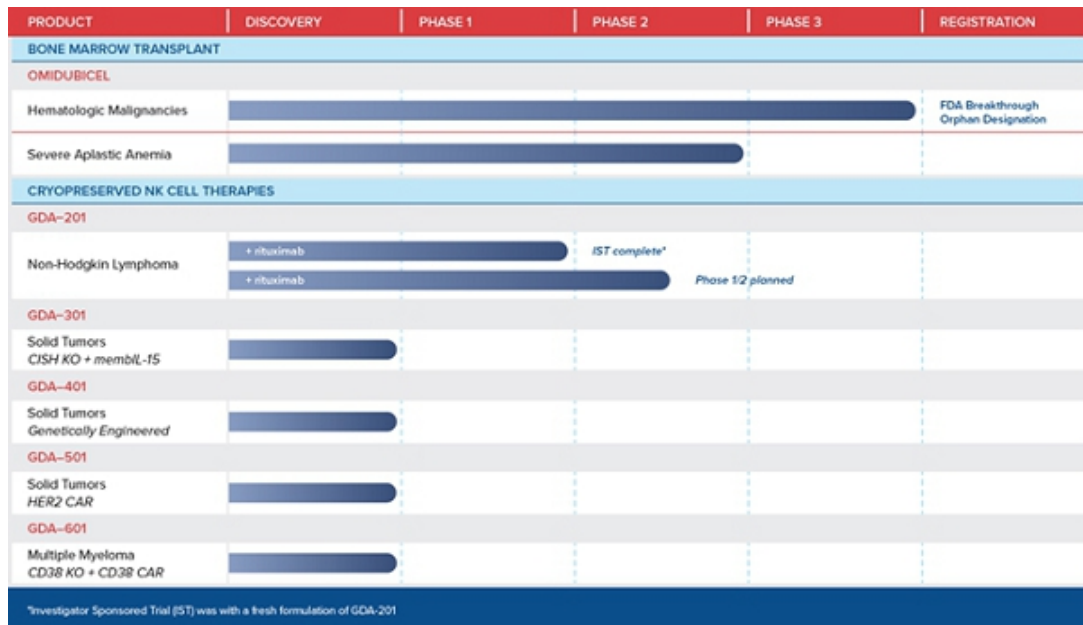 PRODUCT DISCOVERY PHASE 1 PHASE 2 PHASE 3 REGISTRATION
BONE MARROW TRANSPLANT
OMIDUBICEL
Hematologic Malignancies
FDA Breakthrough
Orphan Designation
Severe Aplastic Anemia
CRYOPRESERVED NK CELL THERAPIES
GDA–201
Non-Hodgkin Lymphoma
+ rituximab IST complete*
+ rituximab Phase 1/2 planned
GDA–301
Solid Tumors
CISH KO + membIL-15
GDA–401
Solid Tumors
Genetically Engineered
GDA–501
Solid Tumors
HER2 CAR
GDA–601
Multiple Myeloma
CD38 KO + CD38 CAR
*Investigator Sponsored Trial (IST) was with a fresh formulation of GDA-201